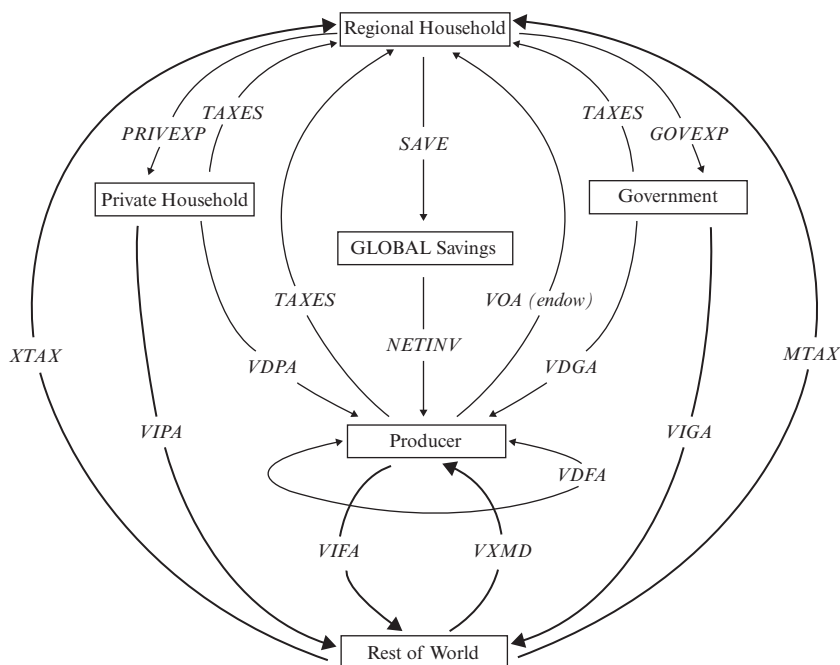 Regional Household
TAXES
TAXES
PRIVEXP
SAVE
GOVEXP
Private Household
Government
GLOBAL Savings
TAXES
VOA (endow)
XTAX
VDPA
NETINV
VDGA
MTAX
VIPA
Producer
VIGA
VDFA
VIFA
VXMD
Rest of World